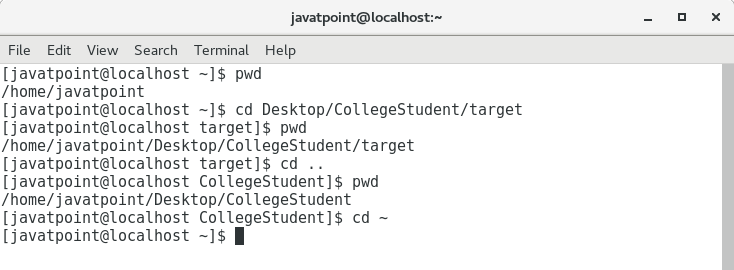 javatpoint@localhost:~
File Edit View Search Terminal Help
[javatpoint@localhost ~]$ pwd
/home/javatpoint
[javatpoint@localhost ~]$ cd Desktop/CollegeStudent/target
[javatpoint@localhost target]$ pwd
/home/javatpoint/Desktop/CollegeStudent/target
[javatpoint@localhost target]$ cd ..
[javatpoint@localhost CollegeStudent]$ pwd
/home/javatpoint/Desktop/CollegeStudent
[javatpoint@localhost CollegeStudent]$ cd ~
[javatpoint@localhost ~]$